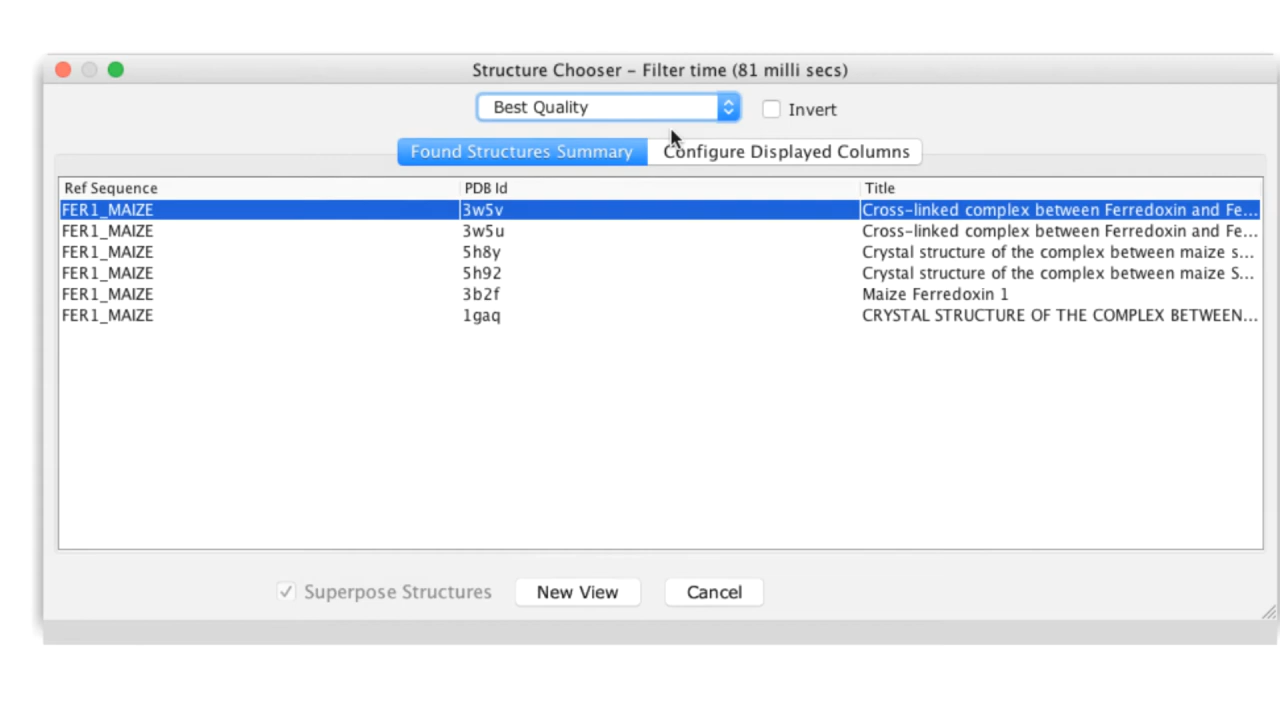 Structure Chooser – Filter time (81 milli secs)
Best Quality Invert
Found Structures Summary Configure Displayed Columns
Ref Sequence PDB Id Title
FER1_MAIZE 3w5v Cross-linked complex between Ferredoxin and Fe...
FER1_MAIZE 3w5u Cross-linked complex between Ferredoxin and Fe...
FER1_MAIZE 5h8y Crystal structure of the complex between maize s...
FER1_MAIZE 5h92 Crystal structure of the complex between maize S...
FER1_MAIZE 3b2f Maize Ferredoxin 1
FER1_MAIZE 1gaq CRYSTAL STRUCTURE OF THE COMPLEX BETWEEN...
Superpose Structures New View Cancel